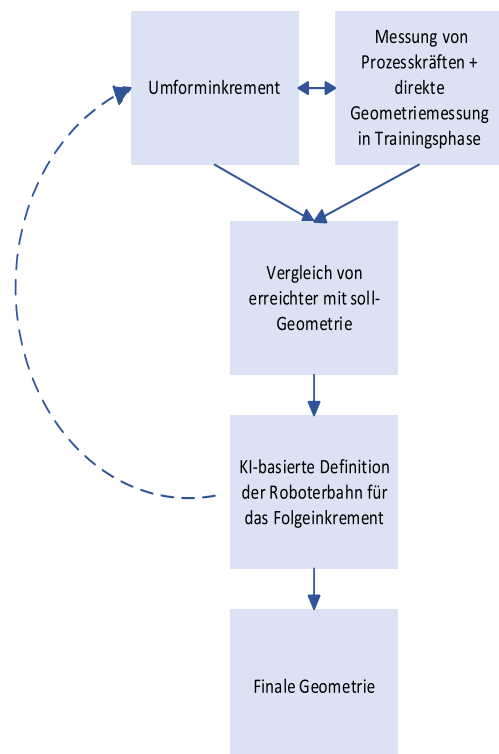 Umforminkrement
Messung von
Prozesskräften +
direkte
Geometriemessung
in Trainingsphase
Vergleich von
erreichter mit soll-
Geometrie
KI-basierte Definition
der Roboterbahn für
das Folgeinkrement
Finale Geometrie